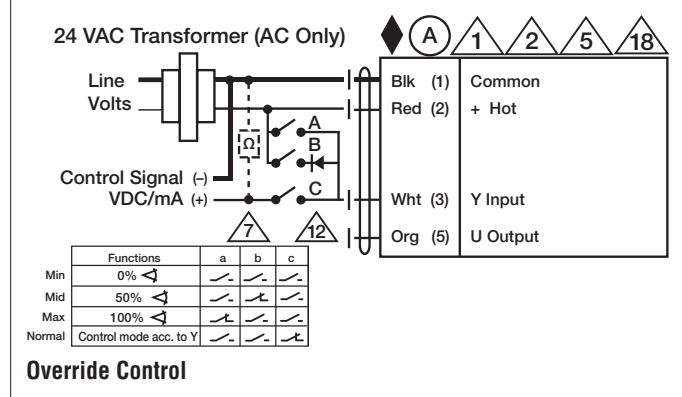 24 VAC Transformer (AC Only)
A 1 2 5 18
Line
Volts
Blk (1) Common
Red (2) + Hot
A
Ω
B
Control Signal (–)
VDC/mA (+)
C
Wht (3) Y Input
7 12
Org (5) U Output
Functions a b c
Min 0%
Mid 50%
Max 100%
Normal Control mode acc. to Y
Override Control